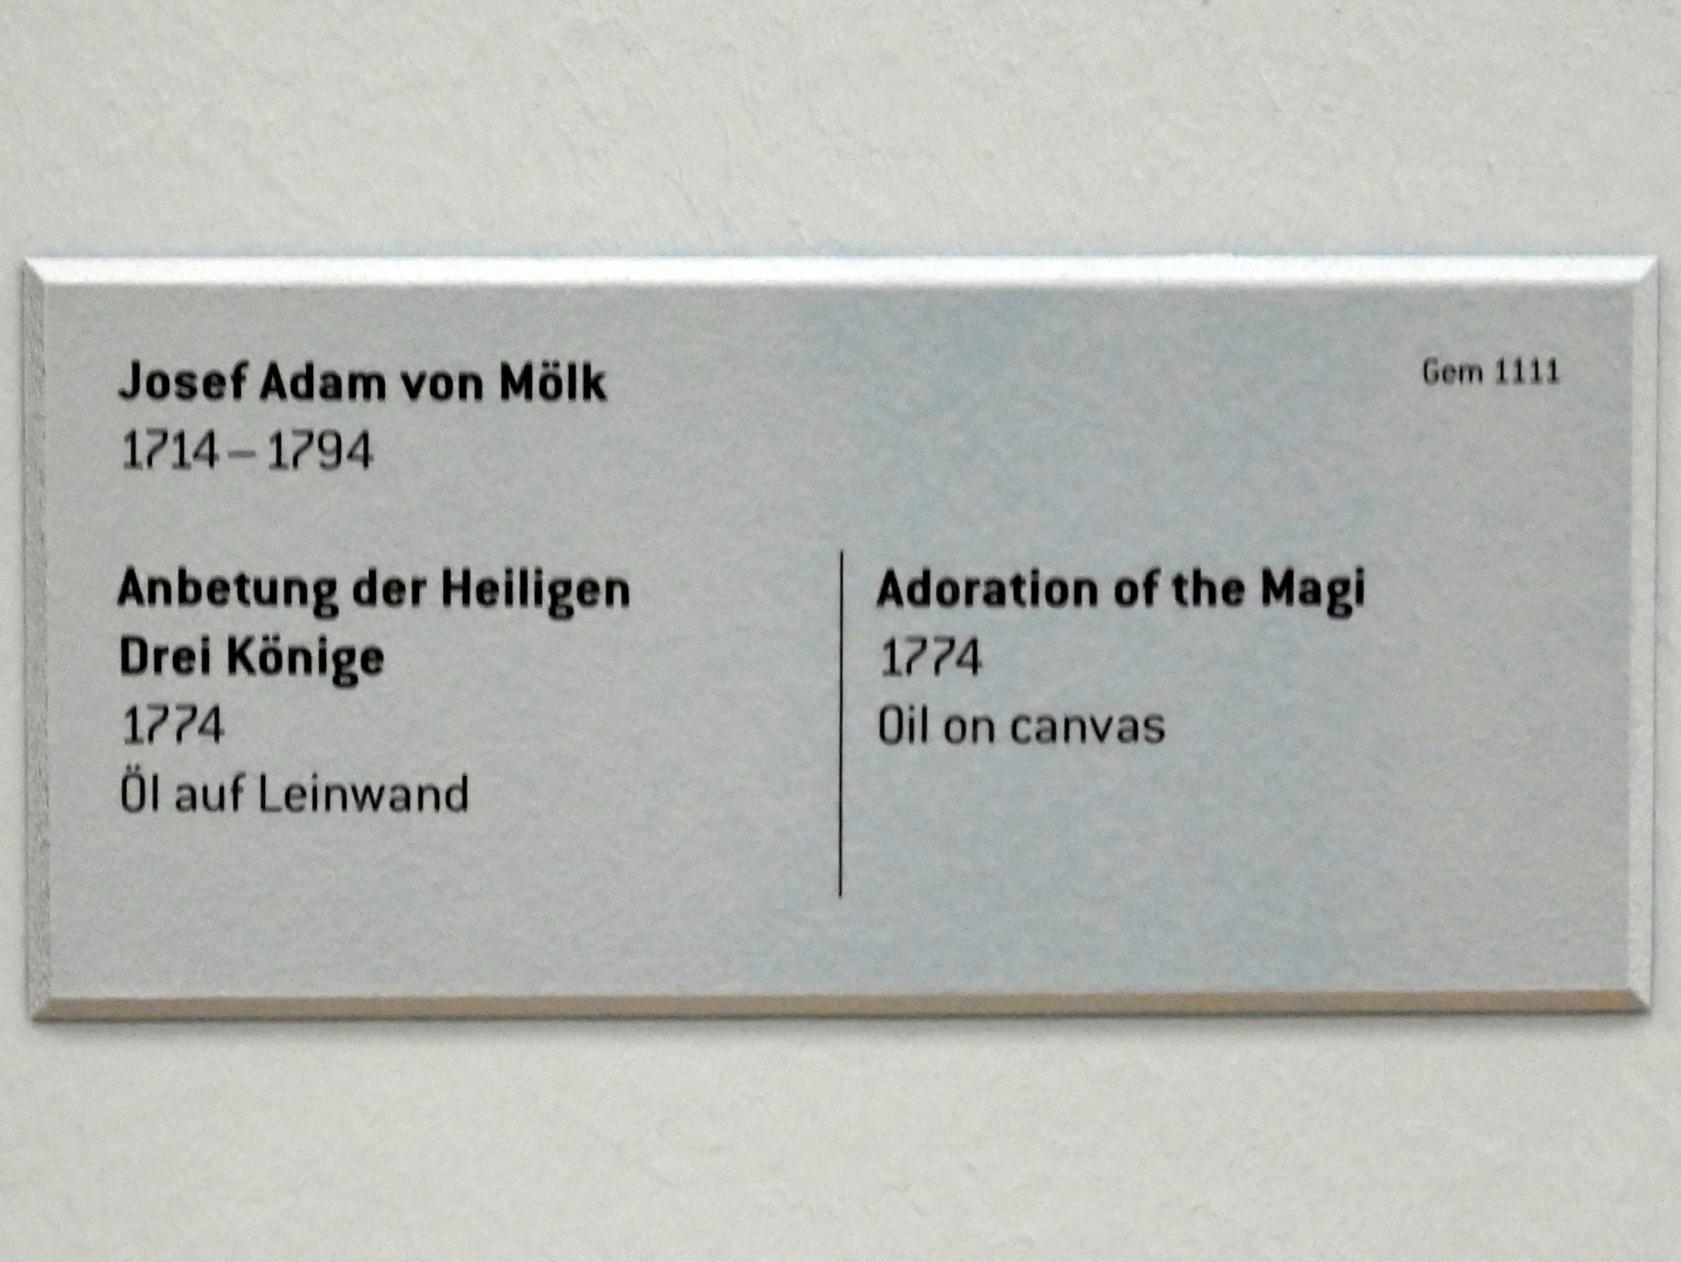 Josef Adam von Mölk
1714 – 1794
Gem 1111
Anbetung der Heiligen
Drei Könige
1774
Öl auf Leinwand
Adoration of the Magi
1774
Oil on canvas